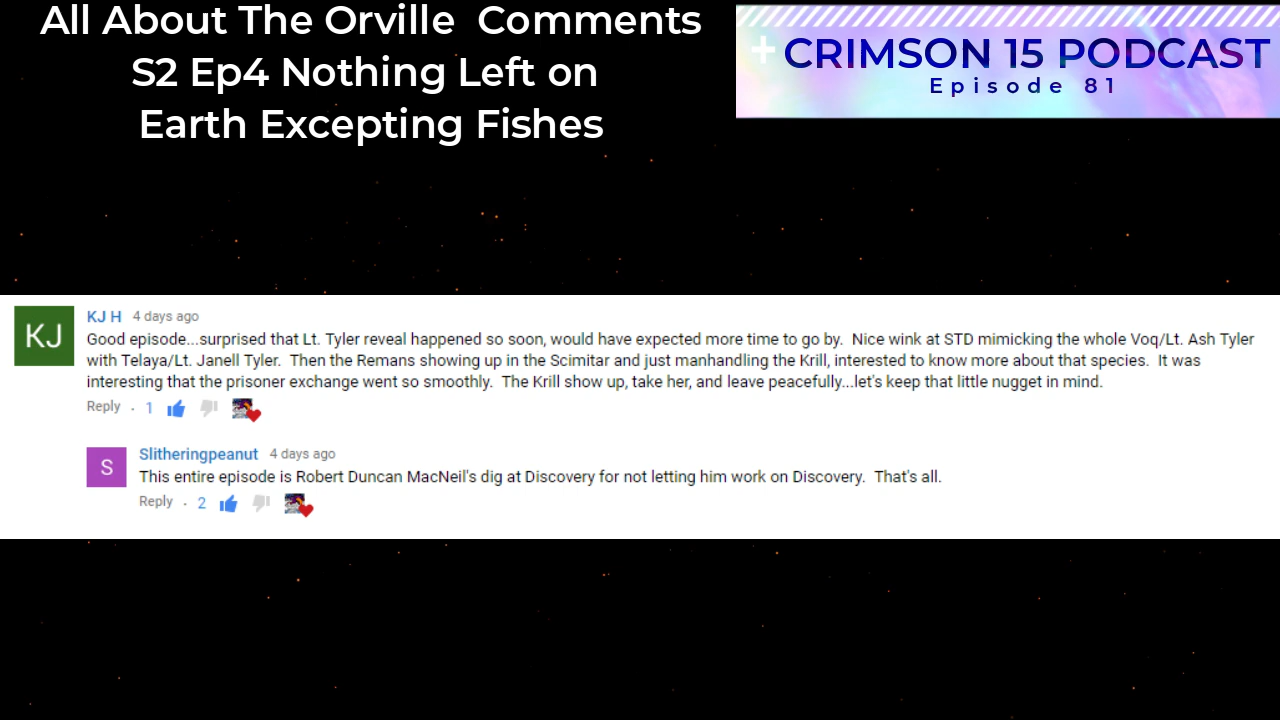 All About The Orville  Comments
S2 Ep4 Nothing Left on
Earth Excepting Fishes
+ CRIMSON 15 PODCAST
Episode 81
KJ
KJ H 4 days ago
Good episode...surprised that Lt. Tyler reveal happened so soon, would have expected more time to go by.  Nice wink at STD mimicking the whole Voq/Lt. Ash Tyler
with Telaya/Lt. Janell Tyler.  Then the Remans showing up in the Scimitar and just manhandling the Krill, interested to know more about that species.  It was
interesting that the prisoner exchange went so smoothly.  The Krill show up, take her, and leave peacefully...let's keep that little nugget in mind.
Reply · 1
S
Slitheringpeanut 4 days ago
This entire episode is Robert Duncan MacNeil's dig at Discovery for not letting him work on Discovery.  That's all.
Reply · 2